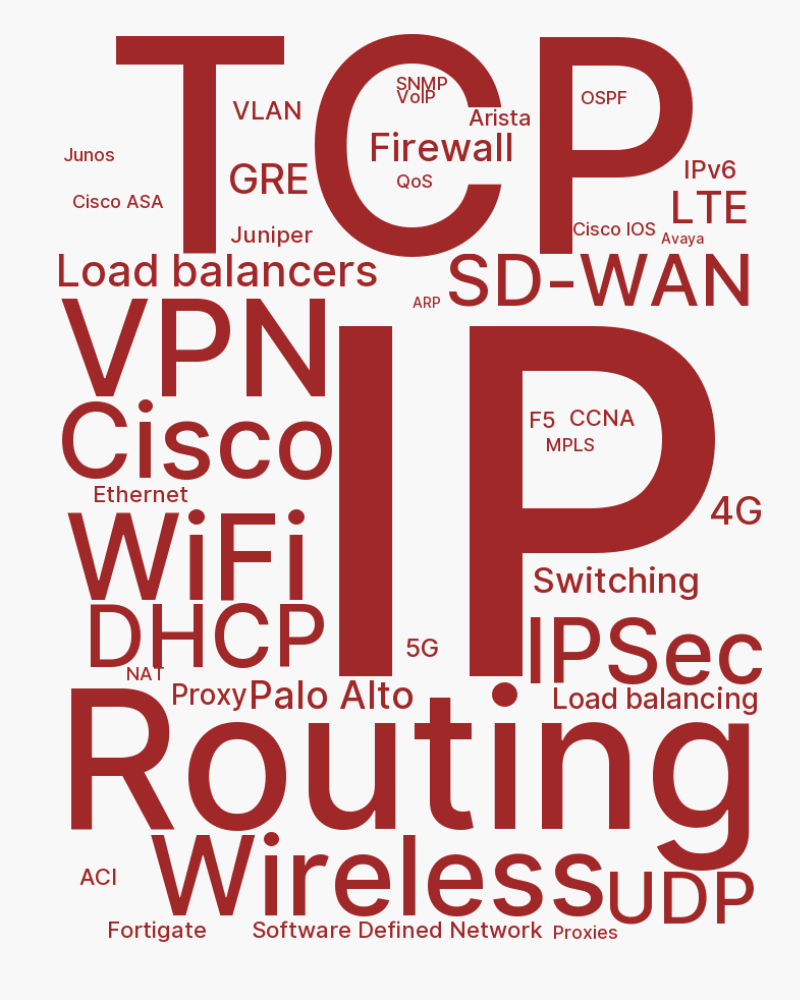 TCP
SNMP
VoIP
OSPF
VLAN
Arista
Firewall
Junos
IPv6
GRE
QoS
Cisco ASA
LTE
Cisco IOS
Juniper
Avaya
Load balancers
SD-WAN
ARP
VPN
IP
F5
CCNA
Cisco
MPLS
Ethernet
4G
WiFi
Switching
DHCP
5G
IPSec
NAT
Proxy
Palo Alto
Load balancing
Routing
Wireless
ACI
UDP
Fortigate
Software Defined Network
Proxies